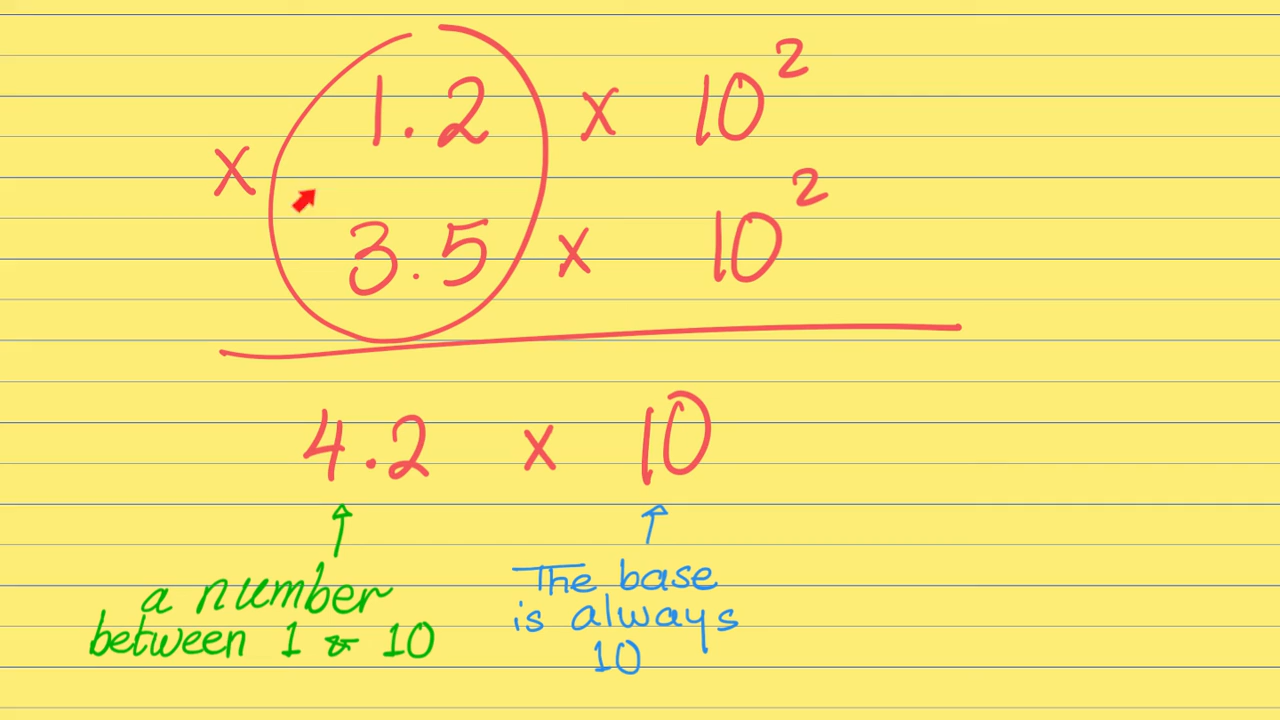 1.2 x 10²
x
3.5 x 10²
4.2 x 10
a number
between 1 & 10
The base
is always
10